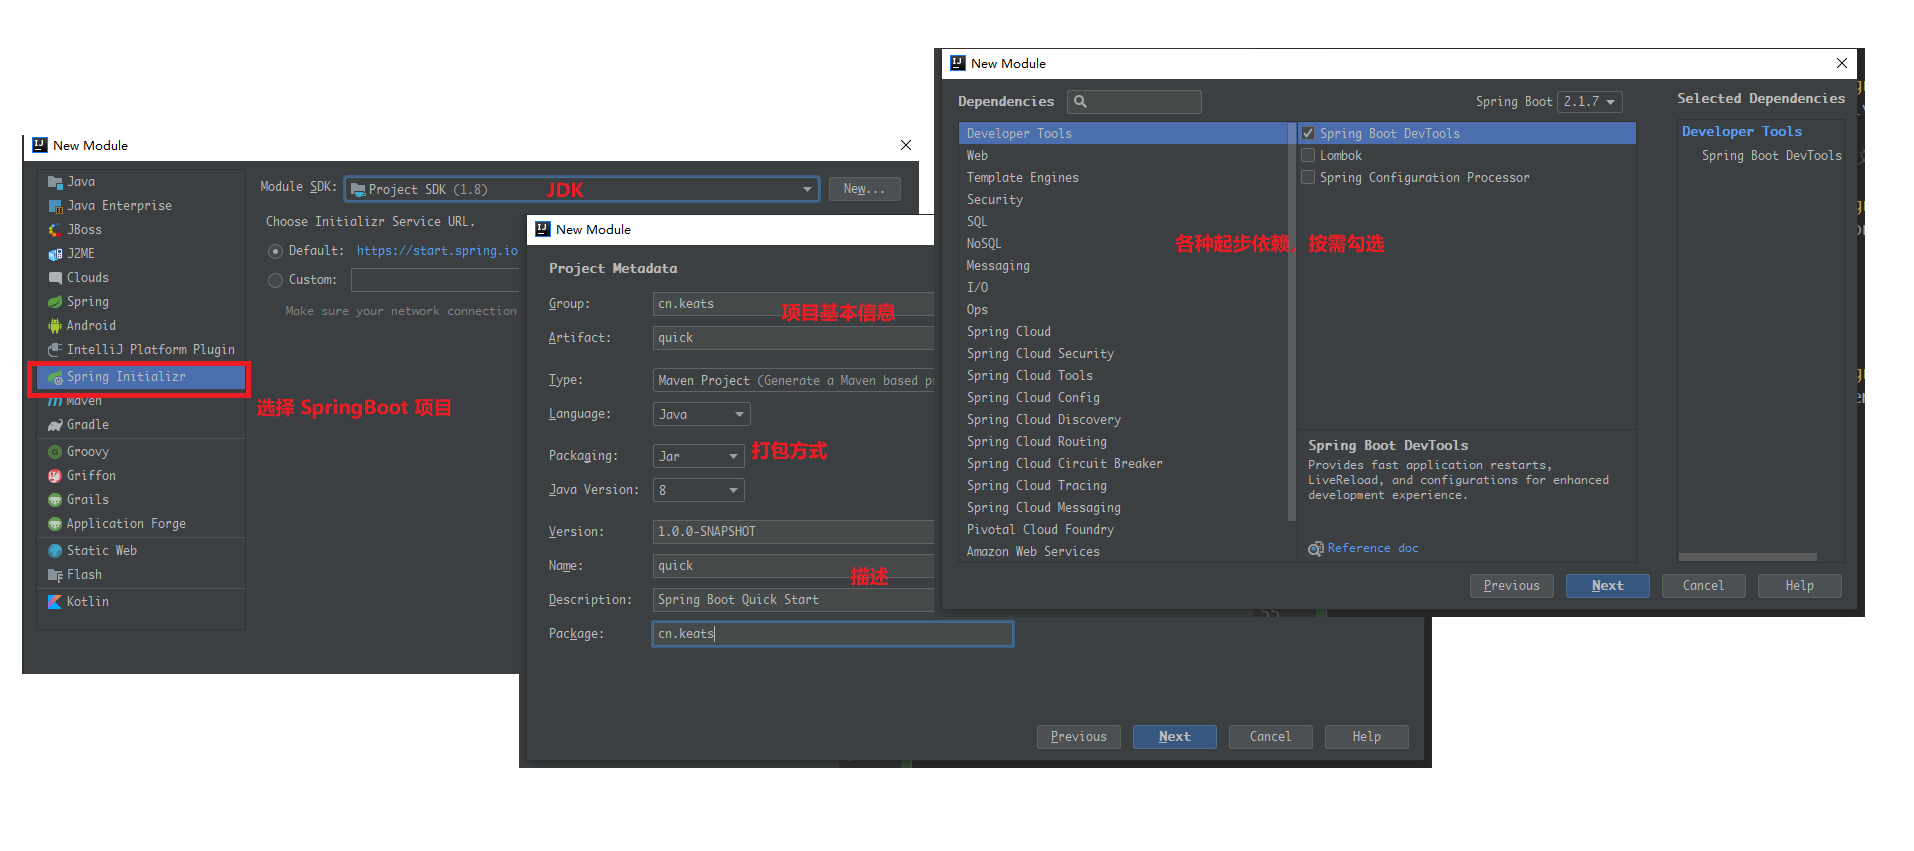 New Module
Java
Java Enterprise
JBoss
J2ME
Clouds
Spring
Android
IntelliJ Platform Plugin
Spring Initializr
Maven
Gradle
Groovy
Griffon
Grails
Application Forge
Static Web
Flash
Kotlin
Module SDK: Project SDK (1.8) JDK New...
Choose Initializr Service URL.
Default: https://start.spring.io
Custom:
Make sure your network connection
选择 SpringBoot 项目
New Module
Project Metadata
Group: cn.keats
项目基本信息
Artifact: quick
Type: Maven Project (Generate a Maven based
Language: Java
Packaging: Jar 打包方式
Java Version: 8
Version: 1.0.0-SNAPSHOT
Name: quick
描述
Description: Spring Boot Quick Start
Package: cn.keats
Previous Next Cancel Help
New Module
Dependencies
Spring Boot 2.1.7
Developer Tools
Web
Template Engines
Security
SQL
NoSQL
Messaging
I/O
Ops
Spring Cloud
Spring Cloud Security
Spring Cloud Tools
Spring Cloud Config
Spring Cloud Discovery
Spring Cloud Routing
Spring Cloud Circuit Breaker
Spring Cloud Tracing
Spring Cloud Messaging
Pivotal Cloud Foundry
Amazon Web Services
Spring Boot DevTools
Lombok
Spring Configuration Processor
各种起步依赖，按需勾选
Spring Boot DevTools
Provides fast application restarts,
LiveReload, and configurations for enhanced
development experience.
Reference doc
Selected Dependencies
Developer Tools
Spring Boot DevTools
Previous Next Cancel Help